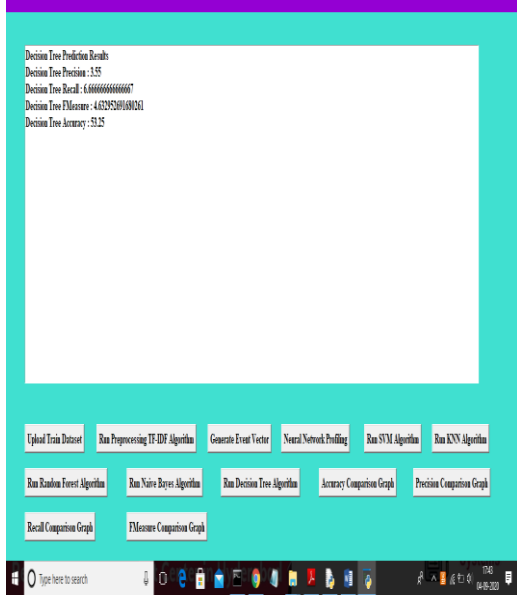 Decision Tree Prediction Results
Decision Tree Precision : 3.55
Decision Tree Recall : 6.666666666666667
Decision Tree FMeasure : 4.632952691680261
Decision Tree Accuracy : 53.25
Upload Train Dataset Run Preprocessing TF-IDF Algorithm Generate Event Vector Neural Network Profiling Run SVM Algorithm Run KNN Algorithm
Run Random Forest Algorithm Run Naive Bayes Algorithm Run Decision Tree Algorithm Accuracy Comparison Graph Precision Comparison Graph
Recall Comparison Graph FMeasure Comparison Graph
Type here to search
17:43
04-09-2020